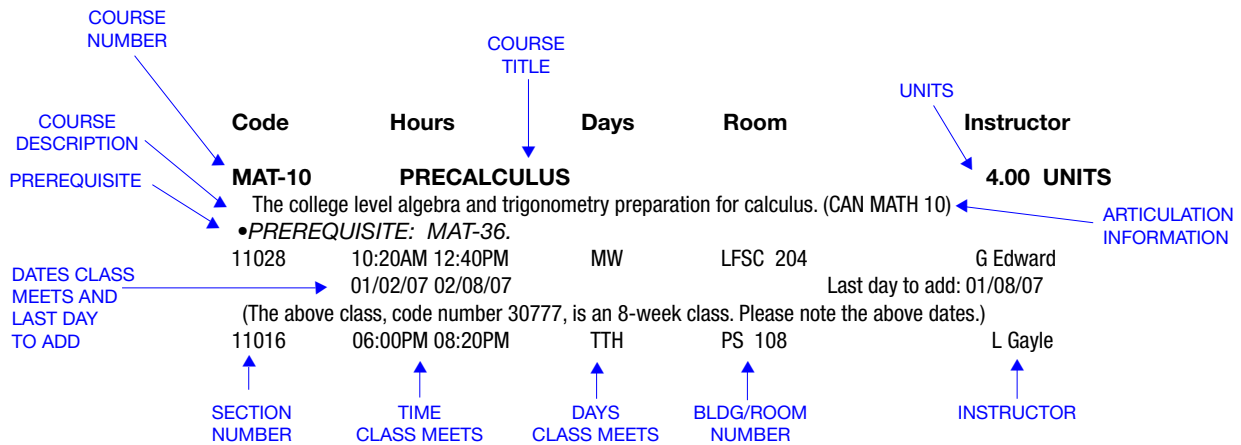 COURSE
NUMBER
COURSE
TITLE
UNITS
Code Hours Days Room Instructor
COURSE
DESCRIPTION
MAT-10 PRECALCULUS 4.00 UNITS
PREREQUISITE
The college level algebra and trigonometry preparation for calculus. (CAN MATH 10)
ARTICULATION
INFORMATION
•PREREQUISITE: MAT-36.
11028 10:20AM 12:40PM MW LFSC 204 G Edward
DATES CLASS
MEETS AND
LAST DAY
TO ADD
01/02/07 02/08/07 Last day to add: 01/08/07
(The above class, code number 30777, is an 8-week class. Please note the above dates.)
11016 06:00PM 08:20PM TTH PS 108 L Gayle
SECTION
NUMBER
TIME
CLASS MEETS
DAYS
CLASS MEETS
BLDG/ROOM
NUMBER
INSTRUCTOR